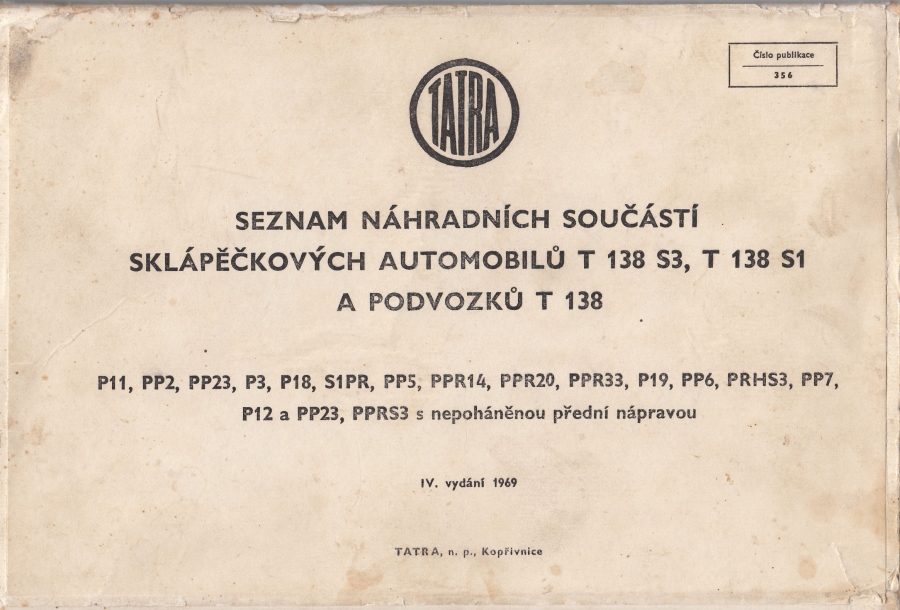 Číslo publikace
356
TATRA
SEZNAM NÁHRADNÍCH SOUČÁSTÍ
SKLÁPĚČKOVÝCH AUTOMOBILŮ T 138 S3, T 138 S1
A PODVOZKŮ T 138
P11, PP2, PP23, P3, P18, S1PR, PP5, PPR14, PPR20, PPR33, P19, PP6, PRHS3, PP7,
P12 a PP23, PPRS3 s nepoháněnou přední nápravou
IV. vydání 1969
TATRA, n. p., Kopřivnice